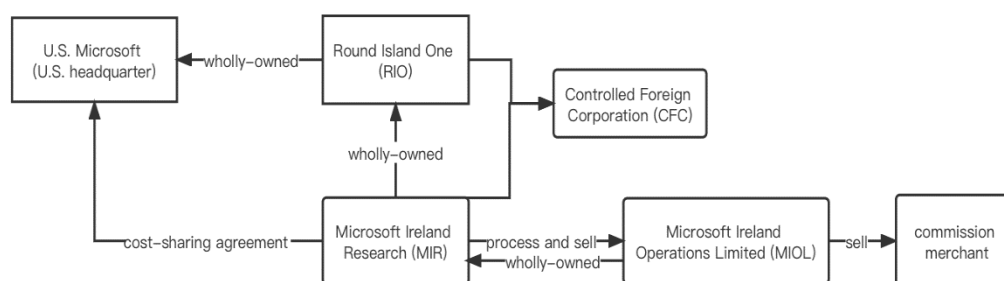 U.S. Microsoft
(U.S. headquarter)
wholly-owned
Round Island One
(RIO)
Controlled Foreign
Corporation (CFC)
wholly-owned
cost-sharing agreement
Microsoft Ireland
Research (MIR)
process and sell
wholly-owned
Microsoft Ireland
Operations Limited (MIOL)
sell
commission
merchant